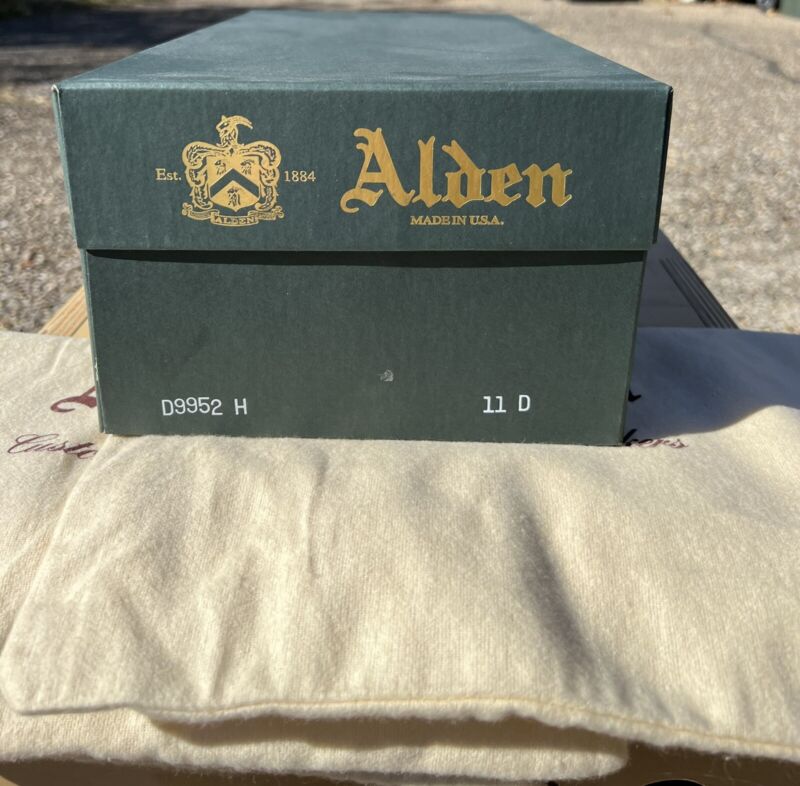 Est. 1884
ALDEN
Alden
MADE IN U.S.A.
D9952 H 11 D